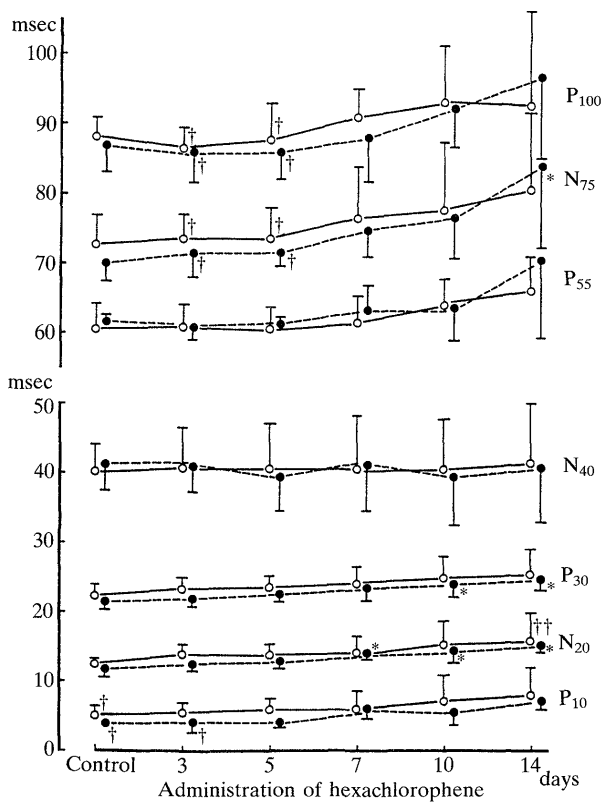 msec
100
90
80
70
60
P₁₀₀
N₇₅
P₅₅
† † † †
† † † †
*
msec
50
40
30
20
10
0
N₄₀
P₃₀
N₂₀
P₁₀
* *
* * †† *
† † †
Control 3 5 7 10 14 days
Administration of hexachlorophene